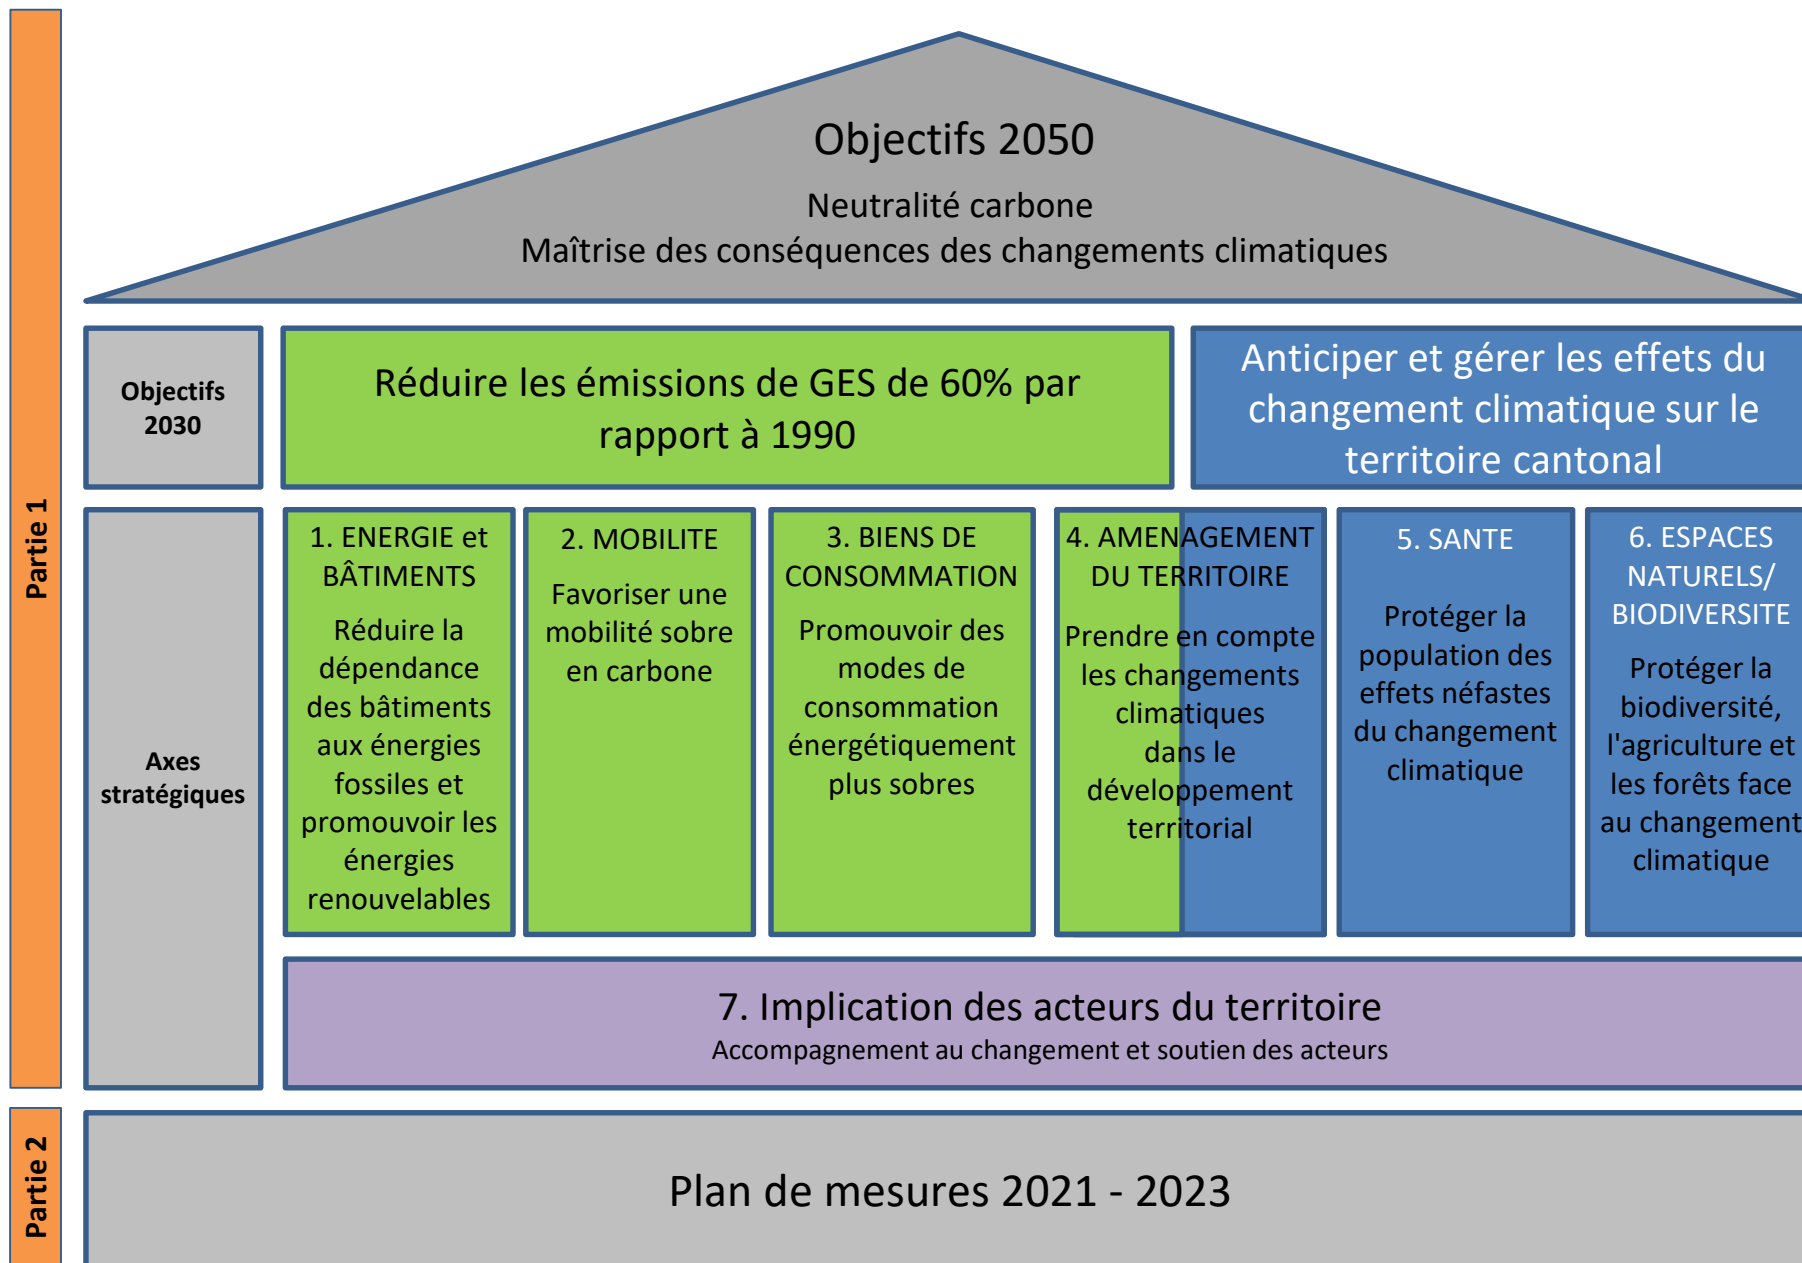 Partie 1
Objectifs 2050
Neutralité carbone
Maîtrise des conséquences des changements climatiques
Objectifs
2030
Réduire les émissions de GES de 60% par
rapport à 1990
Anticiper et gérer les effets du
changement climatique sur le
territoire cantonal
Axes
stratégiques
1. ENERGIE et
BÂTIMENTS
Réduire la
dépendance
des bâtiments
aux énergies
fossiles et
promouvoir les
énergies
renouvelables
2. MOBILITE
Favoriser une
mobilité sobre
en carbone
3. BIENS DE
CONSOMMATION
Promouvoir des
modes de
consommation
énergétiquement
plus sobres
4. AMENAGEMENT
DU TERRITOIRE
Prendre en compte
les changements
climatiques
dans le
développement
territorial
5. SANTE
Protéger la
population des
effets néfastes
du changement
climatique
6. ESPACES
NATURELS/
BIODIVERSITE
Protéger la
biodiversité,
l'agriculture et
les forêts face
au changement
climatique
7. Implication des acteurs du territoire
Accompagnement au changement et soutien des acteurs
Partie 2
Plan de mesures 2021 - 2023